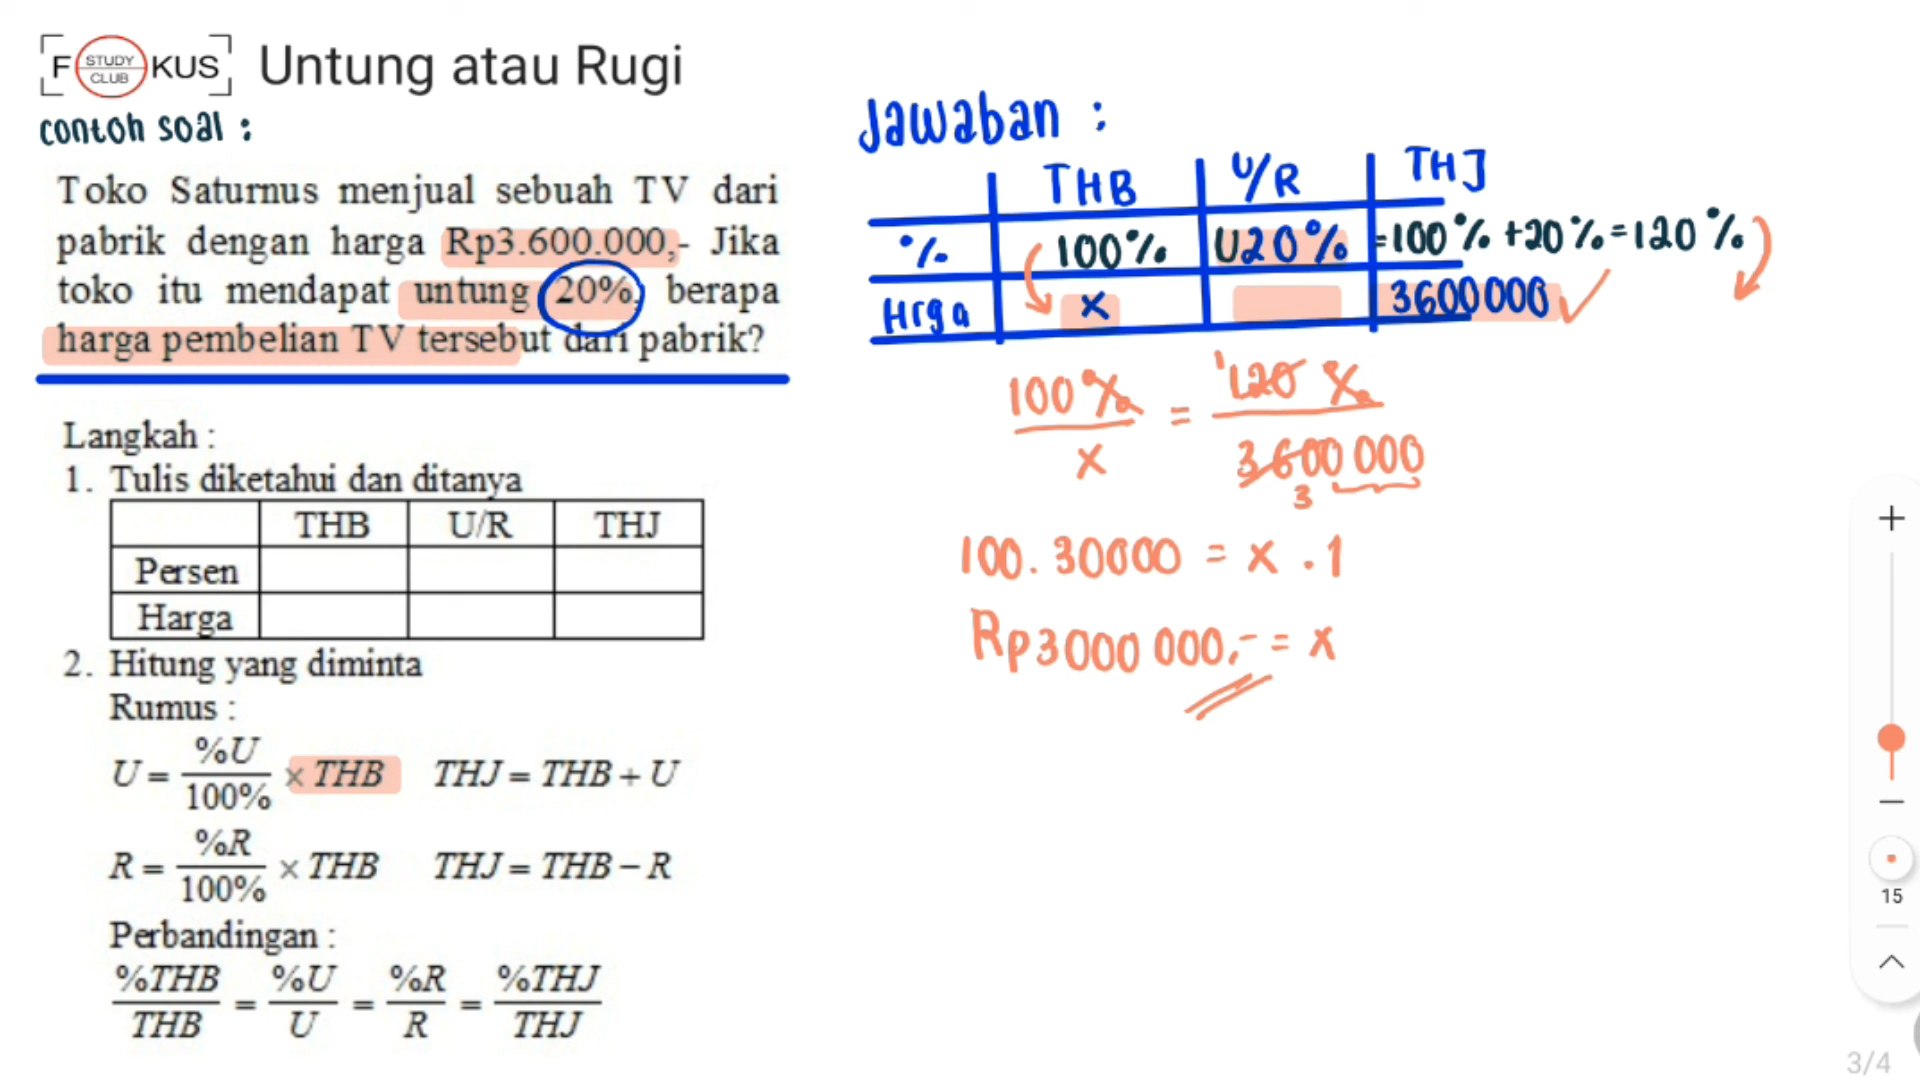 FOKUS STUDY CLUB Untung atau Rugi
contoh soal :
Toko Saturnus menjual sebuah TV dari
pabrik dengan harga Rp3.600.000,- Jika
toko itu mendapat untung 20%, berapa
harga pembelian TV tersebut dari pabrik?
Langkah :
1. Tulis diketahui dan ditanya
THB U/R THJ
Persen
Harga
2. Hitung yang diminta
Rumus :
U = %U / 100% × THB THJ = THB + U
R = %R / 100% × THB THJ = THB − R
Perbandingan :
%THB / THB = %U / U = %R / R = %THJ / THJ
Jawaban :
THB U/R THJ
% 100% U20% =100% +20%=120%
Hrga x 3600000
100% / x = 120% / 3600000
1
3
100. 30000 = x . 1
Rp3000 000,- = x
15
3/4